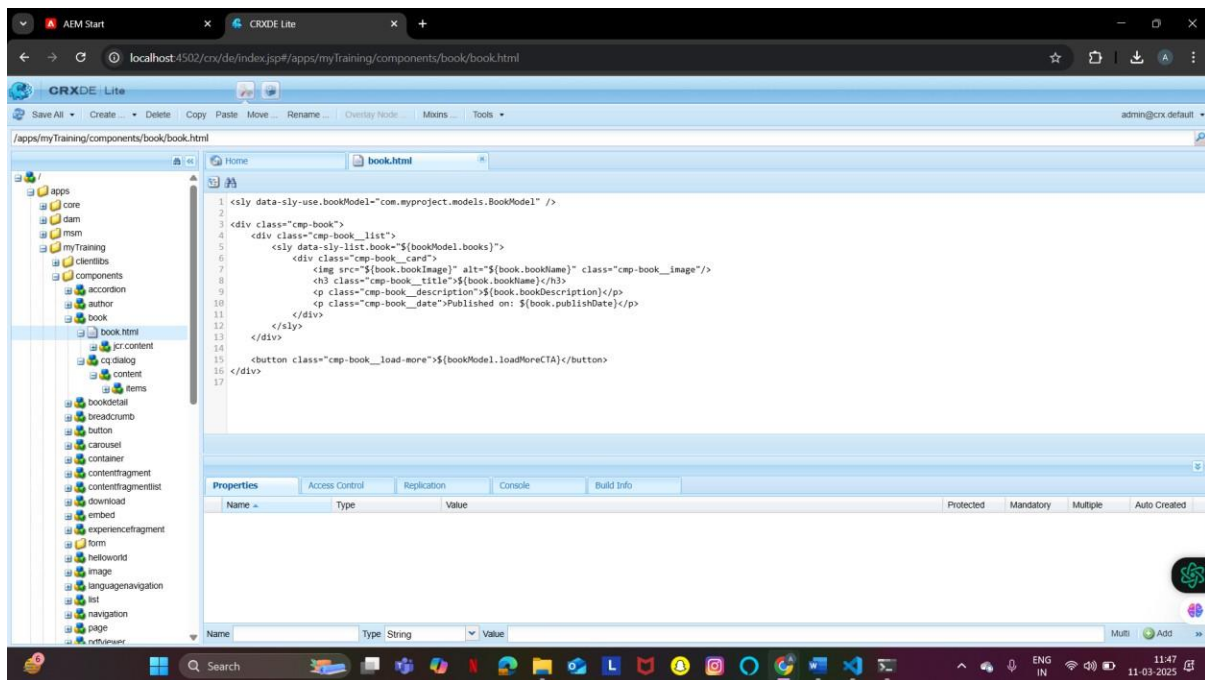 AEM Start
CRXDE Lite
localhost:4502/crx/de/index.jsp#/apps/myTraining/components/book/book.html
A
CRXDE Lite
Save All Create ... Delete Copy Paste Move ... Rename ... Overlay Node ... Mixins ... Tools
admin@crx.default
/apps/myTraining/components/book/book.html
Home
book.html
/
apps
core
dam
msm
myTraining
clientlibs
components
accordion
author
book
book.html
jcr:content
cq:dialog
content
items
bookdetail
breadcrumb
button
carousel
container
contentfragment
contentfragmentlist
download
embed
experiencefragment
form
helloworld
image
languagenavigation
list
navigation
page
pdfviewer
1 <sly data-sly-use.bookModel="com.myproject.models.BookModel" />
2
3 <div class="cmp-book">
4 <div class="cmp-book__list">
5 <sly data-sly-list.book="${bookModel.books}">
6 <div class="cmp-book__card">
7 <img src="${book.bookImage}" alt="${book.bookName}" class="cmp-book__image"/>
8 <h3 class="cmp-book__title">${book.bookName}</h3>
9 <p class="cmp-book__description">${book.bookDescription}</p>
10 <p class="cmp-book__date">Published on: ${book.publishDate}</p>
11 </div>
12 </sly>
13 </div>
14
15 <button class="cmp-book__load-more">${bookModel.loadMoreCTA}</button>
16 </div>
17
Properties Access Control Replication Console Build Info
Name Type Value Protected Mandatory Multiple Auto Created
Name Type String Value Multi Add
6
Search
ENG
IN
11:47
11-03-2025